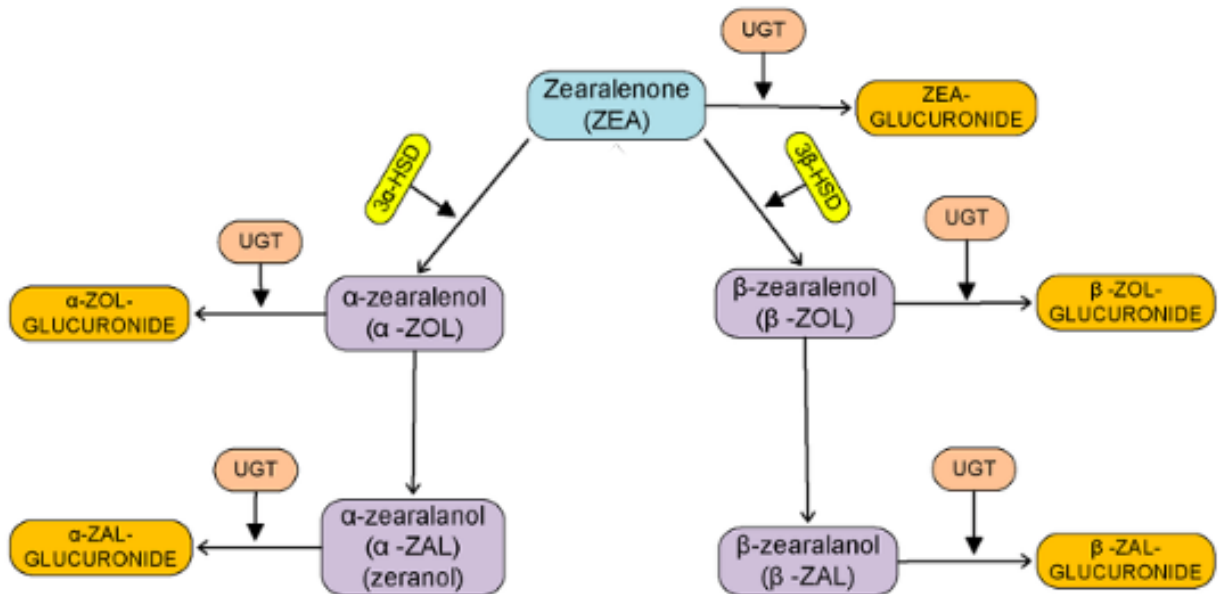 UGT
Zearalenone
(ZEA)
ZEA-
GLUCURONIDE
3α-HSD
3β-HSD
UGT
UGT
α-ZOL-
GLUCURONIDE
α-zearalenol
(α -ZOL)
β-zearalenol
(β -ZOL)
β -ZOL-
GLUCURONIDE
UGT
UGT
α-ZAL-
GLUCURONIDE
α-zearalanol
(α -ZAL)
(zeranol)
β-zearalanol
(β -ZAL)
β -ZAL-
GLUCURONIDE